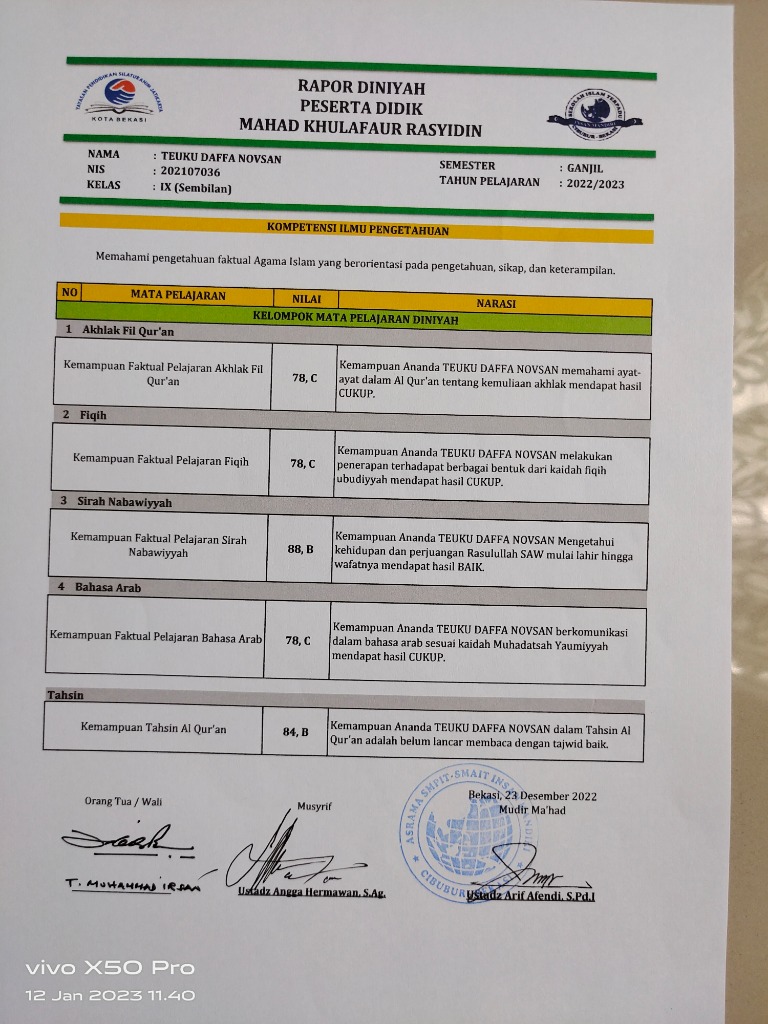 YAYASAN PENDIDIKAN SILATURAHIM JATIKARYA
KOTA BEKASI
RAPOR DINIYAH
PESERTA DIDIK
MAHAD KHULAFAUR RASYIDIN
SEKOLAH ISLAM TERPADU
INSAN MANDIRI
CIBUBUR - BEKASI
NAMA : TEUKU DAFFA NOVSAN
NIS : 202107036
KELAS : IX (Sembilan)
SEMESTER : GANJIL
TAHUN PELAJARAN : 2022/2023
KOMPETENSI ILMU PENGETAHUAN
Memahami pengetahuan faktual Agama Islam yang berorientasi pada pengetahuan, sikap, dan keterampilan.
NO MATA PELAJARAN NILAI NARASI
KELOMPOK MATA PELAJARAN DINIYAH
1 Akhlak Fil Qur'an
Kemampuan Faktual Pelajaran Akhlak Fil
Qur'an
78, C
Kemampuan Ananda TEUKU DAFFA NOVSAN memahami ayat-
ayat dalam Al Qur'an tentang kemuliaan akhlak mendapat hasil
CUKUP.
2 Fiqih
Kemampuan Faktual Pelajaran Fiqih
78, C
Kemampuan Ananda TEUKU DAFFA NOVSAN melakukan
penerapan terhadapat berbagai bentuk dari kaidah fiqih
ubudiyyah mendapat hasil CUKUP.
3 Sirah Nabawiyyah
Kemampuan Faktual Pelajaran Sirah
Nabawiyyah
88, B
Kemampuan Ananda TEUKU DAFFA NOVSAN Mengetahui
kehidupan dan perjuangan Rasulullah SAW mulai lahir hingga
wafatnya mendapat hasil BAIK.
4 Bahasa Arab
Kemampuan Faktual Pelajaran Bahasa Arab
78, C
Kemampuan Ananda TEUKU DAFFA NOVSAN berkomunikasi
dalam bahasa arab sesuai kaidah Muhadatsah Yaumiyyah
mendapat hasil CUKUP.
Tahsin
Kemampuan Tahsin Al Qur'an
84, B
Kemampuan Ananda TEUKU DAFFA NOVSAN dalam Tahsin Al
Qur'an adalah belum lancar membaca dengan tajwid baik.
Orang Tua / Wali
T. MUHAMMAD IRSAN
Musyrif
Ustadz Angga Hermawan, S.Ag.
Bekasi, 23 Desember 2022
Mudir Ma'had
Ustadz Arif Afendi, S.Pd.I
ASRAMA SMPIT-SMAIT
CIBUBUR
vivo X50 Pro
12 Jan 2023 11.40